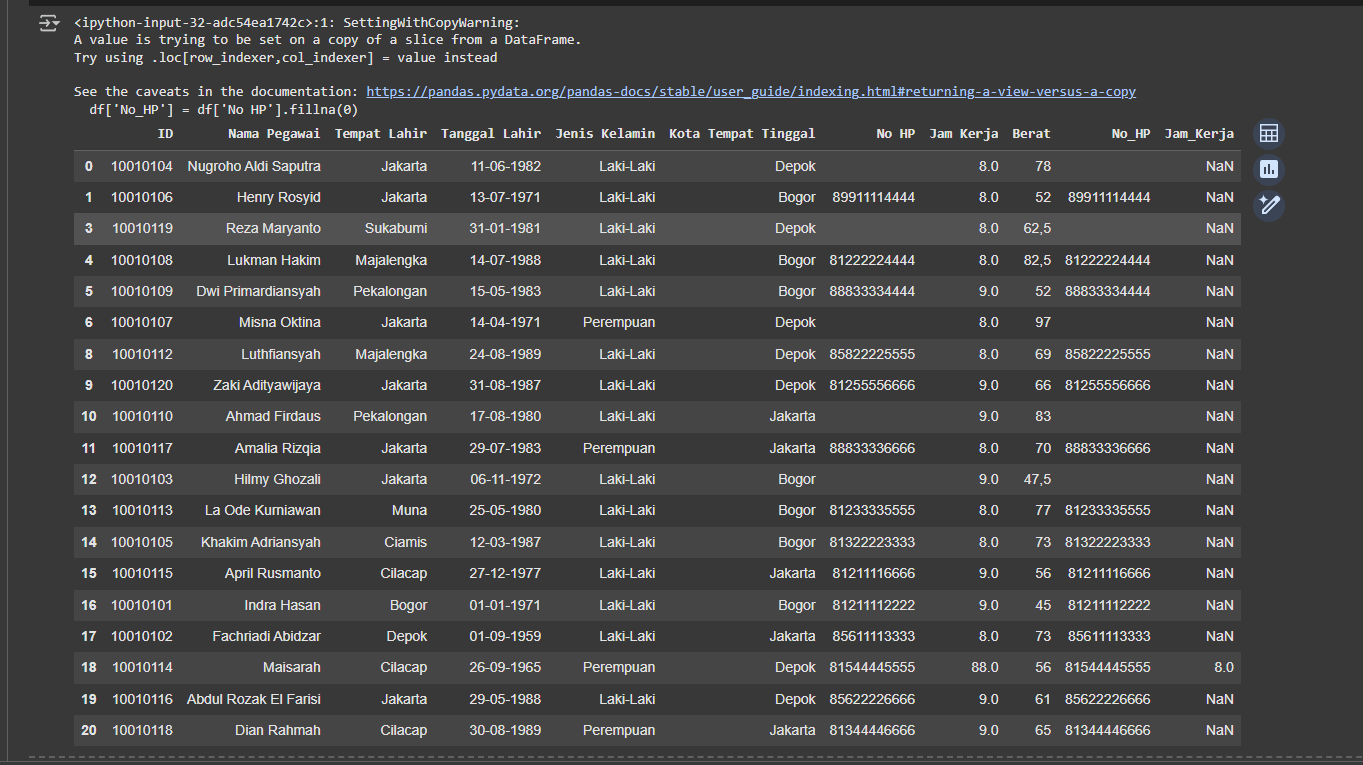 <ipython-input-32-adc54ea1742c>:1: SettingWithCopyWarning:
A value is trying to be set on a copy of a slice from a DataFrame.
Try using .loc[row_indexer,col_indexer] = value instead
See the caveats in the documentation: https://pandas.pydata.org/pandas-docs/stable/user_guide/indexing.html#returning-a-view-versus-a-copy
df['No_HP'] = df['No HP'].fillna(0)
ID Nama Pegawai Tempat Lahir Tanggal Lahir Jenis Kelamin Kota Tempat Tinggal No HP Jam Kerja Berat No_HP Jam_Kerja
0 10010104 Nugroho Aldi Saputra Jakarta 11-06-1982 Laki-Laki Depok 8.0 78 NaN
1 10010106 Henry Rosyid Jakarta 13-07-1971 Laki-Laki Bogor 89911114444 8.0 52 89911114444 NaN
3 10010119 Reza Maryanto Sukabumi 31-01-1981 Laki-Laki Depok 8.0 62,5 NaN
4 10010108 Lukman Hakim Majalengka 14-07-1988 Laki-Laki Bogor 81222224444 8.0 82,5 81222224444 NaN
5 10010109 Dwi Primardiansyah Pekalongan 15-05-1983 Laki-Laki Bogor 88833334444 9.0 52 88833334444 NaN
6 10010107 Misna Oktina Jakarta 14-04-1971 Perempuan Depok 8.0 97 NaN
8 10010112 Luthfiansyah Majalengka 24-08-1989 Laki-Laki Depok 85822225555 8.0 69 85822225555 NaN
9 10010120 Zaki Adityawijaya Jakarta 31-08-1987 Laki-Laki Depok 81255556666 9.0 66 81255556666 NaN
10 10010110 Ahmad Firdaus Pekalongan 17-08-1980 Laki-Laki Jakarta 9.0 83 NaN
11 10010117 Amalia Rizqia Jakarta 29-07-1983 Perempuan Jakarta 88833336666 8.0 70 88833336666 NaN
12 10010103 Hilmy Ghozali Jakarta 06-11-1972 Laki-Laki Bogor 9.0 47,5 NaN
13 10010113 La Ode Kurniawan Muna 25-05-1980 Laki-Laki Bogor 81233335555 8.0 77 81233335555 NaN
14 10010105 Khakim Adriansyah Ciamis 12-03-1987 Laki-Laki Bogor 81322223333 8.0 73 81322223333 NaN
15 10010115 April Rusmanto Cilacap 27-12-1977 Laki-Laki Jakarta 81211116666 9.0 56 81211116666 NaN
16 10010101 Indra Hasan Bogor 01-01-1971 Laki-Laki Bogor 81211112222 9.0 45 81211112222 NaN
17 10010102 Fachriadi Abidzar Depok 01-09-1959 Laki-Laki Jakarta 85611113333 8.0 73 85611113333 NaN
18 10010114 Maisarah Cilacap 26-09-1965 Perempuan Depok 81544445555 88.0 56 81544445555 8.0
19 10010116 Abdul Rozak El Farisi Jakarta 29-05-1988 Laki-Laki Depok 85622226666 9.0 61 85622226666 NaN
20 10010118 Dian Rahmah Cilacap 30-08-1989 Perempuan Jakarta 81344446666 9.0 65 81344446666 NaN